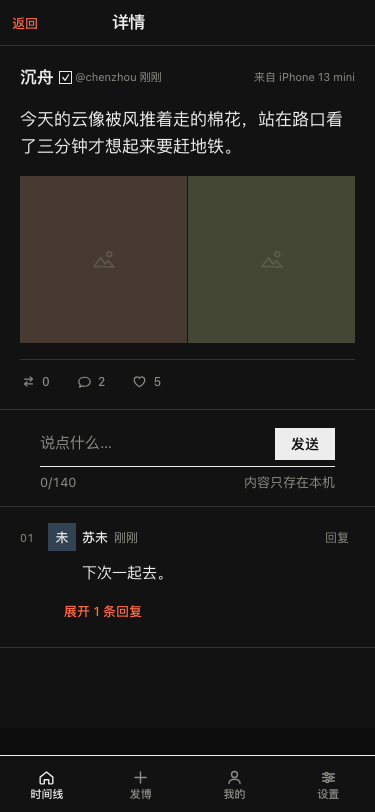 返回
详情
沉舟 @chenzhou 刚刚
来自 iPhone 13 mini
今天的云像被风推着走的棉花，站在路口看
了三分钟才想起来要赶地铁。
0 2 5
说点什么...
发送
0/140
内容只存在本机
01 未 苏未 刚刚 回复
下次一起去。
展开 1 条回复
时间线 发博 我的 设置